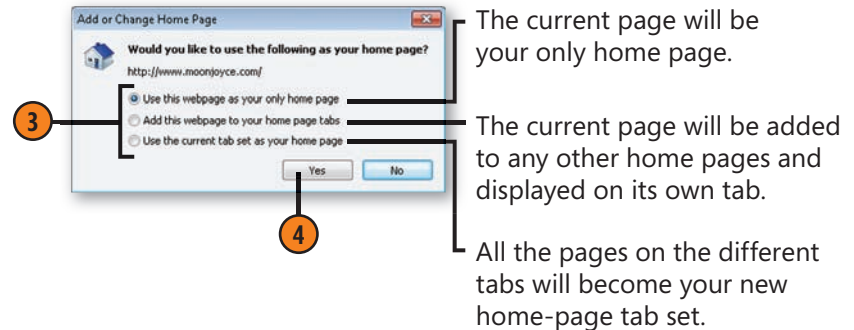 Add or Change Home Page
Would you like to use the following as your home page?
http://www.moonjoyce.com/
Use this webpage as your only home page
Add this webpage to your home page tabs
Use the current tab set as your home page
Yes
No
3
4
The current page will be
your only home page.
The current page will be added
to any other home pages and
displayed on its own tab.
All the pages on the different
tabs will become your new
home-page tab set.